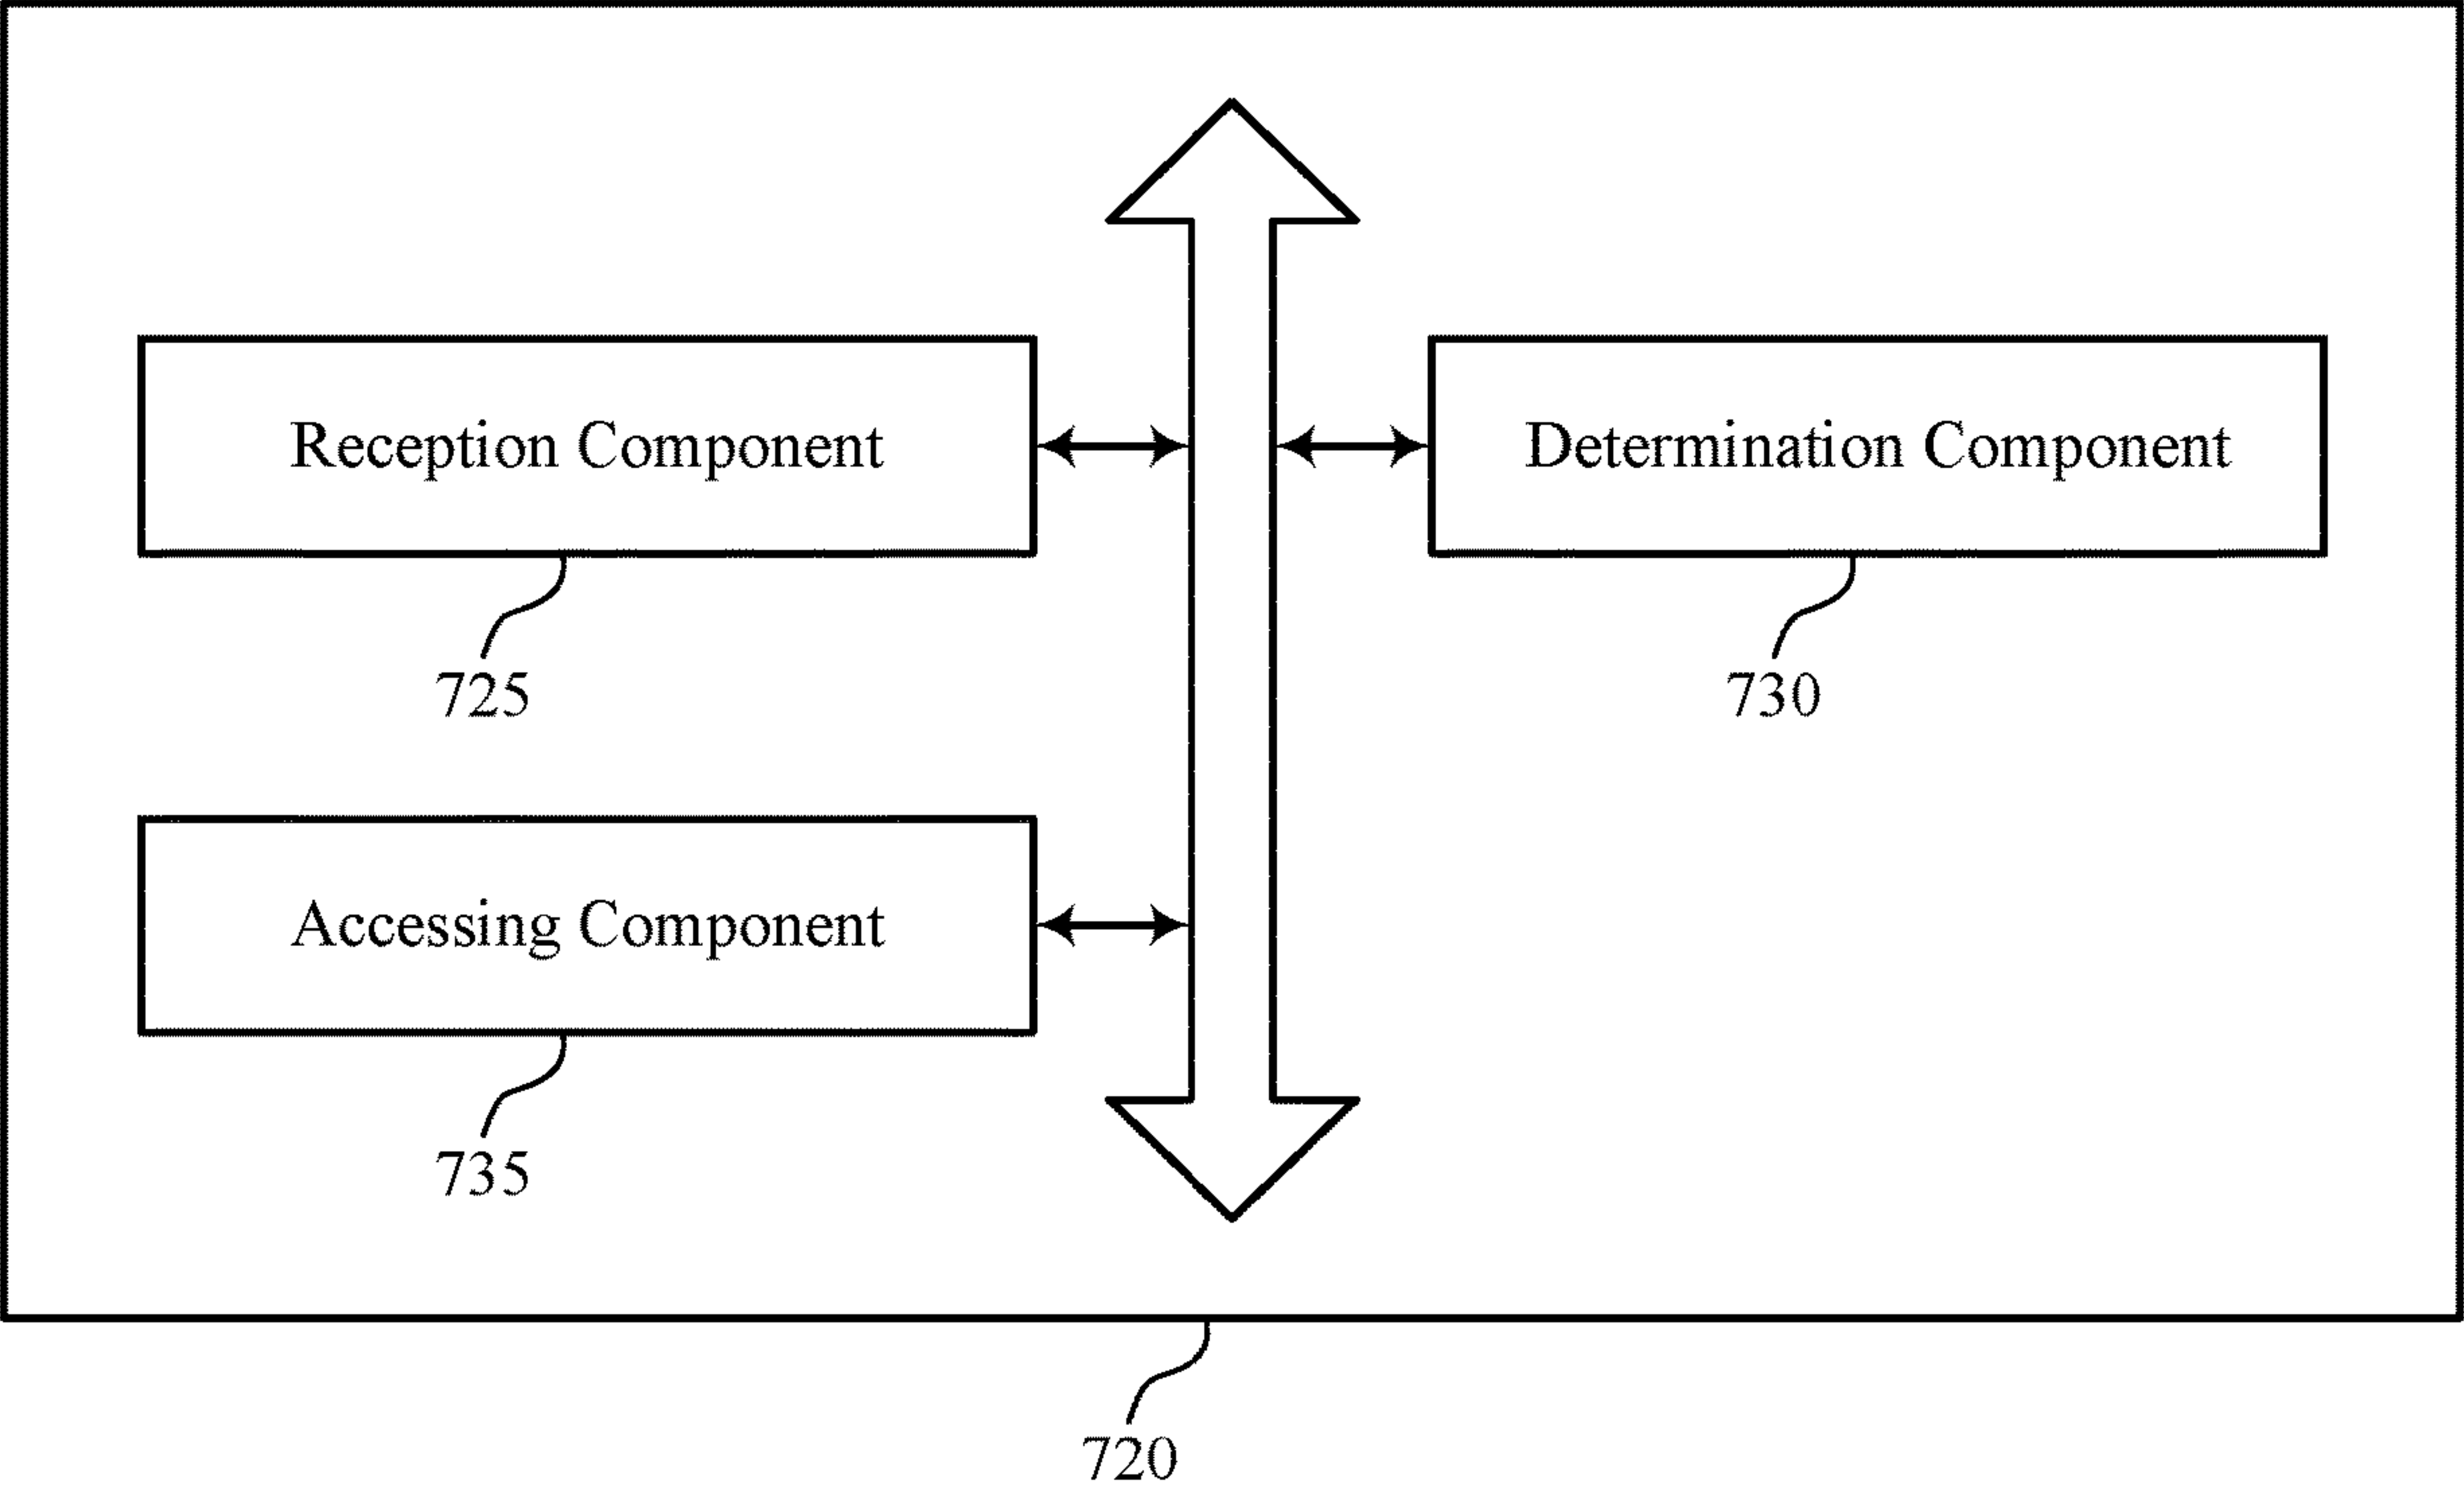 Reception Component
Determination Component
725
730
Accessing Component
735
720